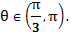 θ ∈ (π/3, π).